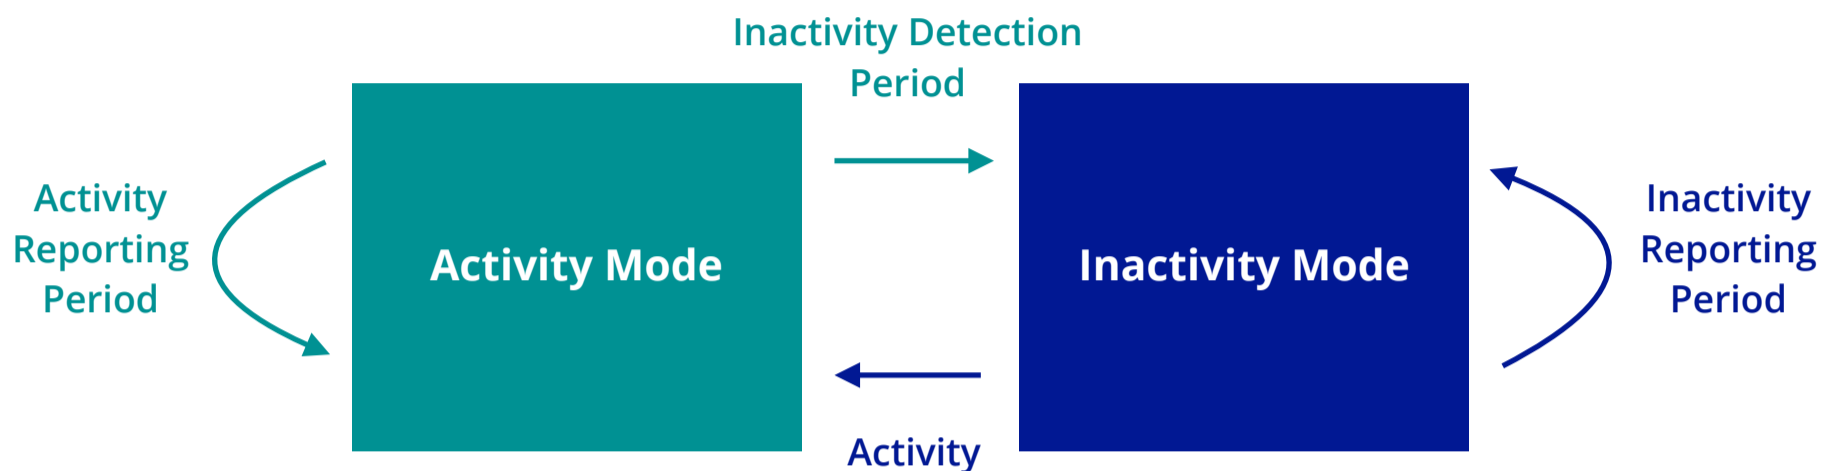 Inactivity Detection
Period
Activity
Reporting
Period
Activity Mode
Inactivity Mode
Inactivity
Reporting
Period
Activity